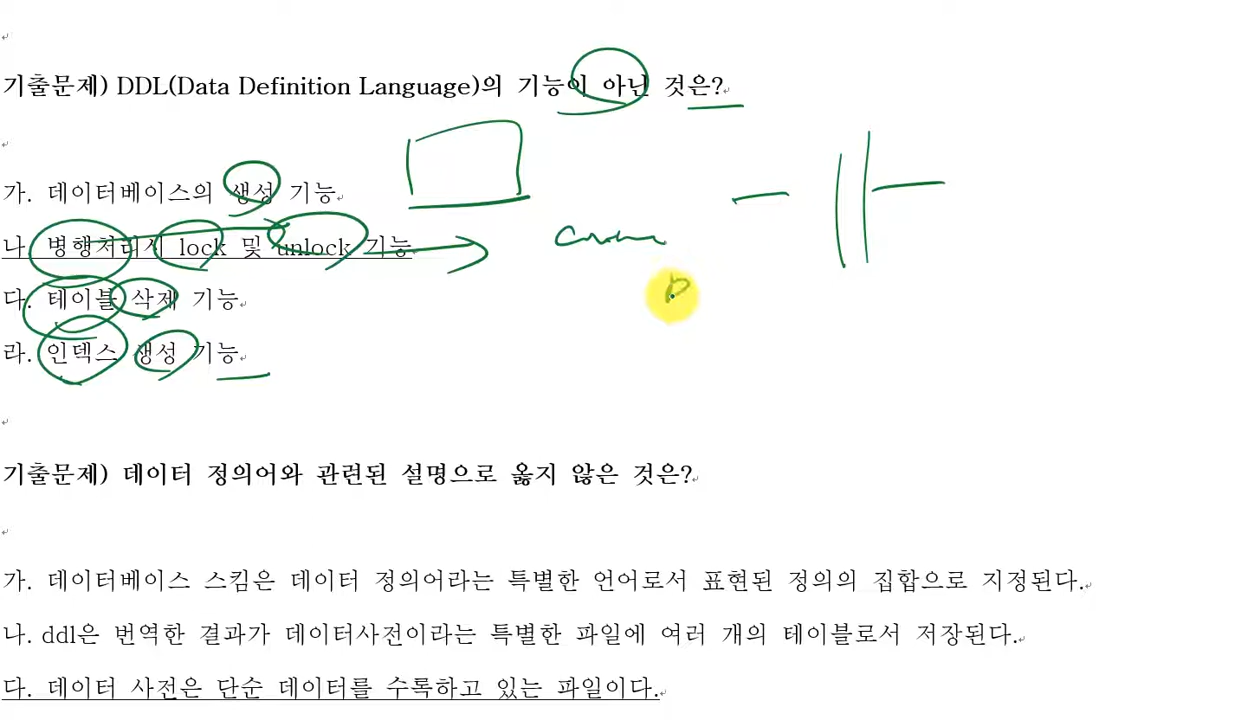 기출문제) DDL(Data Definition Language)의 기능이 아닌 것은?
가. 데이터베이스의 생성 기능
나. 병행처리시 lock 및 unlock 기능
다. 테이블 삭제 기능
라. 인덱스 생성 기능
기출문제) 데이터 정의어와 관련된 설명으로 옳지 않은 것은?
가. 데이터베이스 스킴은 데이터 정의어라는 특별한 언어로서 표현된 정의의 집합으로 지정된다.
나. ddl은 번역한 결과가 데이터사전이라는 특별한 파일에 여러 개의 테이블로서 저장된다.
다. 데이터 사전은 단순 데이터를 수록하고 있는 파일이다.